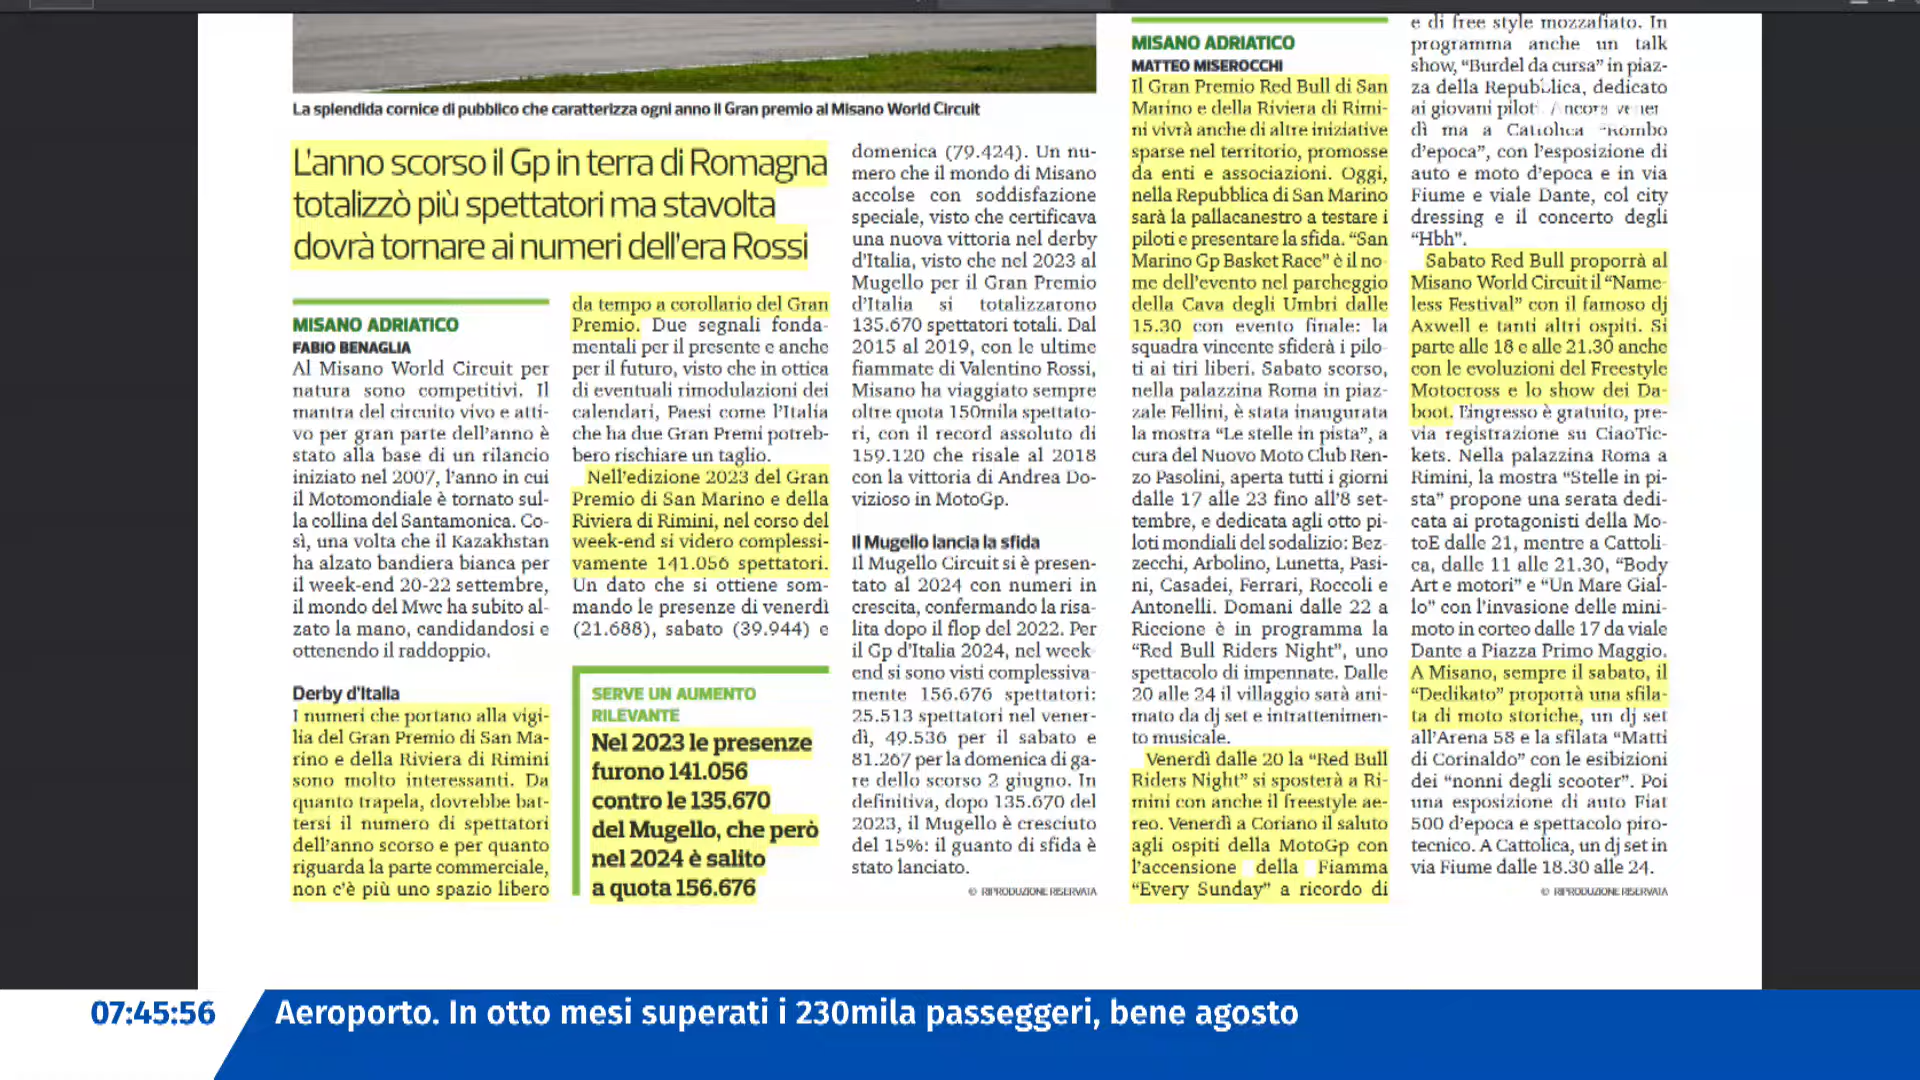 La splendida cornice di pubblico che caratterizza ogni anno il Gran premio al Misano World Circuit
L'anno scorso il Gp in terra di Romagna
totalizzò più spettatori ma stavolta
dovrà tornare ai numeri dell'era Rossi
MISANO ADRIATICO
FABIO BENAGLIA
Al Misano World Circuit per
natura sono competitivi. Il
mantra del circuito vivo e atti-
vo per gran parte dell'anno è
stato alla base di un rilancio
iniziato nel 2007, l'anno in cui
il Motomondiale è tornato sul-
la collina del Santamonica. Co-
sì, una volta che il Kazakhstan
ha alzato bandiera bianca per
il week-end 20-22 settembre,
il mondo del Mwc ha subito al-
zato la mano, candidandosi e
ottenendo il raddoppio.
Derby d'Italia
I numeri che portano alla vigi-
lia del Gran Premio di San Ma-
rino e della Riviera di Rimini
sono molto interessanti. Da
quanto trapela, dovrebbe bat-
tersi il numero di spettatori
dell'anno scorso e per quanto
riguarda la parte commerciale,
non c'è più uno spazio libero
da tempo a corollario del Gran
Premio. Due segnali fonda-
mentali per il presente e anche
per il futuro, visto che in ottica
di eventuali rimodulazioni dei
calendari, Paesi come l'Italia
che ha due Gran Premi potreb-
bero rischiare un taglio.
Nell'edizione 2023 del Gran
Premio di San Marino e della
Riviera di Rimini, nel corso del
week-end si videro complessi-
vamente 141.056 spettatori.
Un dato che si ottiene som-
mando le presenze di venerdì
(21.688), sabato (39.944) e
SERVE UN AUMENTO
RILEVANTE
Nel 2023 le presenze
furono 141.056
contro le 135.670
del Mugello, che però
nel 2024 è salito
a quota 156.676
domenica (79.424). Un nu-
mero che il mondo di Misano
accolse con soddisfazione
speciale, visto che certificava
una nuova vittoria nel derby
d'Italia, visto che nel 2023 al
Mugello per il Gran Premio
d'Italia si totalizzarono
135.670 spettatori totali. Dal
2015 al 2019, con le ultime
fiammate di Valentino Rossi,
Misano ha viaggiato sempre
oltre quota 150mila spettato-
ri, con il record assoluto di
159.120 che risale al 2018
con la vittoria di Andrea Do-
vizioso in MotoGp.
Il Mugello lancia la sfida
Il Mugello Circuit si è presen-
tato al 2024 con numeri in
crescita, confermando la risa-
lita dopo il flop del 2022. Per
il Gp d'Italia 2024, nel week-
end si sono visti complessiva-
mente 156.676 spettatori:
25.513 spettatori nel vener-
dì, 49.536 per il sabato e
81.267 per la domenica di ga-
re dello scorso 2 giugno. In
definitiva, dopo 135.670 del
2023, il Mugello è cresciuto
del 15%: il guanto di sfida è
stato lanciato.
© RIPRODUZIONE RISERVATA
MISANO ADRIATICO
MATTEO MISEROCCHI
Il Gran Premio Red Bull di San
Marino e della Riviera di Rimi-
ni vivrà anche di altre iniziative
sparse nel territorio, promosse
da enti e associazioni. Oggi,
nella Repubblica di San Marino
sarà la pallacanestro a testare i
piloti e presentare la sfida. "San
Marino Gp Basket Race" è il no-
me dell'evento nel parcheggio
della Cava degli Umbri dalle
15.30 con evento finale: la
squadra vincente sfiderà i pilo-
ti ai tiri liberi. Sabato scorso,
nella palazzina Roma in piaz-
zale Fellini, è stata inaugurata
la mostra "Le stelle in pista", a
cura del Nuovo Moto Club Ren-
zo Pasolini, aperta tutti i giorni
dalle 17 alle 23 fino all'8 set-
tembre, e dedicata agli otto pi-
loti mondiali del sodalizio: Bez-
zecchi, Arbolino, Lunetta, Pasi-
ni, Casadei, Ferrari, Roccoli e
Antonelli. Domani dalle 22 a
Riccione è in programma la
"Red Bull Riders Night", uno
spettacolo di impennate. Dalle
20 alle 24 il villaggio sarà ani-
mato da dj set e intrattenimen-
to musicale.
Venerdì dalle 20 la "Red Bull
Riders Night" si sposterà a Ri-
mini con anche il freestyle ae-
reo. Venerdì a Coriano il saluto
agli ospiti della MotoGp con
l'accensione della Fiamma
"Every Sunday" a ricordo di
e di free style mozzafiato. In
programma anche un talk
show, "Burdel da cursa" in piaz-
za della Repubblica, dedicato
ai giovani piloti. Ancora vener-
dì ma a Cattolica "Rombo
d'epoca", con l'esposizione di
auto e moto d'epoca e in via
Fiume e viale Dante, col city
dressing e il concerto degli
"Hbh".
Sabato Red Bull proporrà al
Misano World Circuit il "Name-
less Festival" con il famoso dj
Axwell e tanti altri ospiti. Si
parte alle 18 e alle 21.30 anche
con le evoluzioni del Freestyle
Motocross e lo show dei Da-
boot. L'ingresso è gratuito, pre-
via registrazione su CiaoTic-
kets. Nella palazzina Roma a
Rimini, la mostra "Stelle in pi-
sta" propone una serata dedi-
cata ai protagonisti della Mo-
toE dalle 21, mentre a Cattoli-
ca, dalle 11 alle 21.30, "Body
Art e motori" e "Un Mare Gial-
lo" con l'invasione delle mini-
moto in corteo dalle 17 da viale
Dante a Piazza Primo Maggio.
A Misano, sempre il sabato, il
"Dedikato" proporrà una sfila-
ta di moto storiche, un dj set
all'Arena 58 e la sfilata "Matti
di Corinaldo" con le esibizioni
dei "nonni degli scooter". Poi
una esposizione di auto Fiat
500 d'epoca e spettacolo piro-
tecnico. A Cattolica, un dj set in
via Fiume dalle 18.30 alle 24.
© RIPRODUZIONE RISERVATA
07:45:56
Aeroporto. In otto mesi superati i 230mila passeggeri, bene agosto